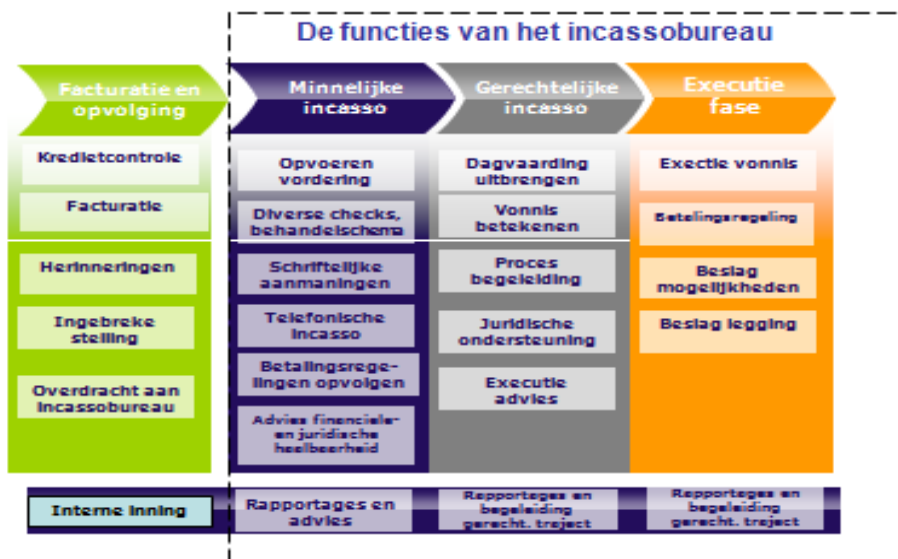 De functies van het incassobureau
Facturatie en
opvolging
Kredietcontrole
Facturatie
Herinneringen
Ingebreke
stelling
Overdracht aan
incassobureau
Minnelijke
incasso
Opvoeren
vordering
Diverse checks,
behandelschema
Schriftelijke
aanmaningen
Telefonische
incasso
Betalingsrege-
lingen opvolgen
Advies financiele-
en juridische
haalbaarheid
Gerechtelijke
incasso
Dagvaarding
uitbrengen
Vonnis
betekenen
Proces
begeleiding
Juridische
ondersteuning
Executie
advies
Executie
fase
Exectie vonnis
Betalingsregeling
Beslag
mogelijkheden
Beslag legging
Interne inning
Rapportages en
advies
Rapportages en
begeleiding
gerecht. traject
Rapportages en
begeleiding
gerecht. traject